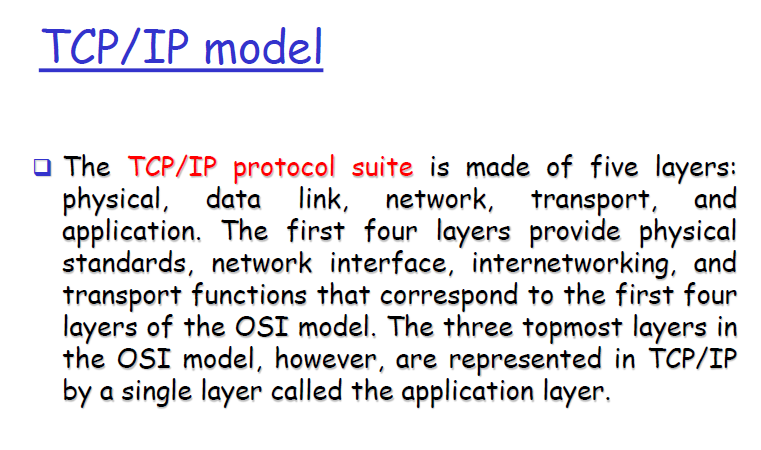 TCP/IP model
The TCP/IP protocol suite is made of five layers:
physical, data link, network, transport, and
application. The first four layers provide physical
standards, network interface, internetworking, and
transport functions that correspond to the first four
layers of the OSI model. The three topmost layers in
the OSI model, however, are represented in TCP/IP
by a single layer called the application layer.